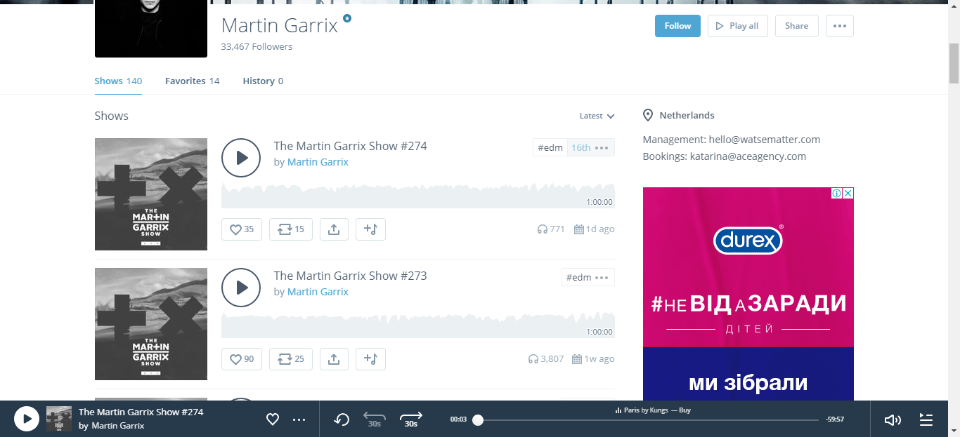 Martin Garrix
33,467 Followers
Follow
Play all
Share
Shows 140
Favorites 14
History 0
Shows
Latest
THE
MAR+IN
GARRIX
SHOW
The Martin Garrix Show #274
by Martin Garrix
#edm
16th
1:00:00
35
15
771
1d ago
THE
MAR+IN
GARRIX
SHOW
The Martin Garrix Show #273
by Martin Garrix
#edm
1:00:00
90
25
3,807
1w ago
Netherlands
Management: hello@watsematter.com
Bookings: katarina@aceagency.com
durex
#НЕ ВІД А ЗАРАДИ
ДІТЕЙ
ми зібрали
The Martin Garrix Show #274
by Martin Garrix
30s
30s
00:03
Paris by Kungs — Buy
-59:57